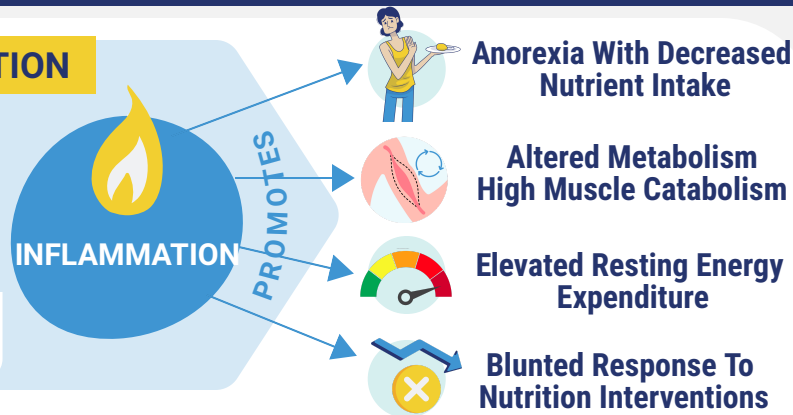 INFLAMMATION
PROMOTES
Anorexia With Decreased
Nutrient Intake
Altered Metabolism
High Muscle Catabolism
Elevated Resting Energy
Expenditure
Blunted Response To
Nutrition Interventions